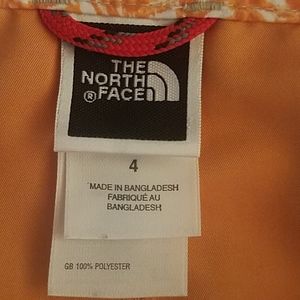 THE
NORTH
® FACE
4
MADE IN BANGLADESH
FABRIQUÉ AU
BANGLADESH
GB 100% POLYESTER